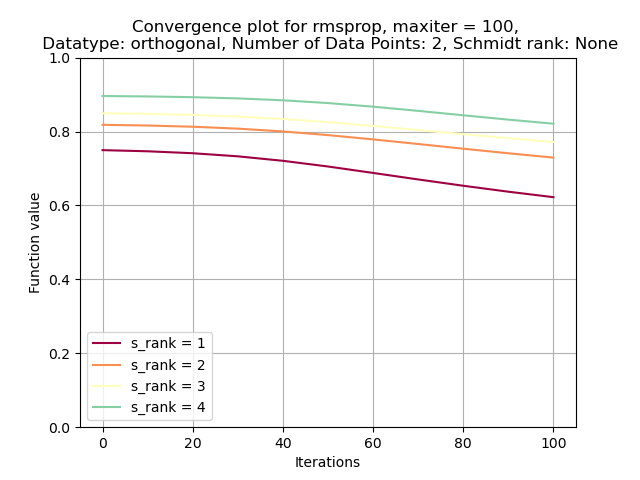 Convergence plot for rmsprop, maxiter = 100,
Datatype: orthogonal, Number of Data Points: 2, Schmidt rank: None
1.0
0.8
0.6
0.4
0.2
0.0
Function value
s_rank = 1
s_rank = 2
s_rank = 3
s_rank = 4
0 20 40 60 80 100
Iterations